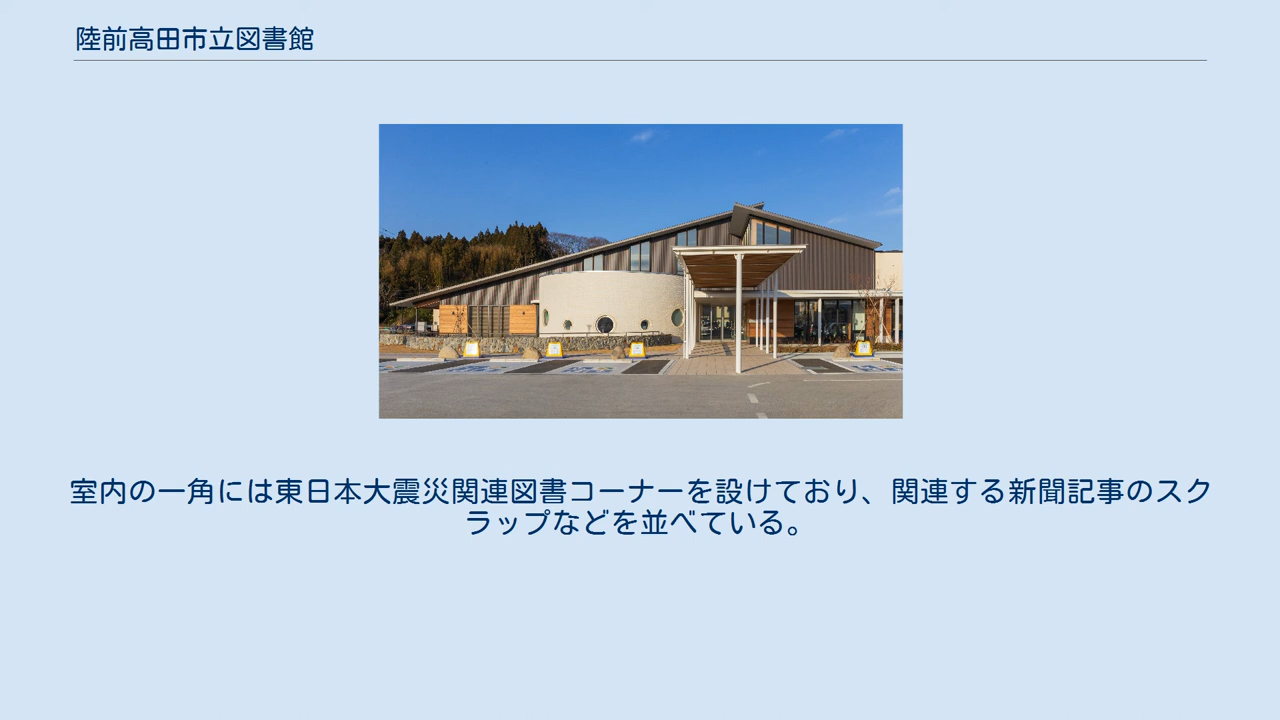 陸前高田市立図書館
室内の一角には東日本大震災関連図書コーナーを設けており、関連する新聞記事のスク
ラップなどを並べている。